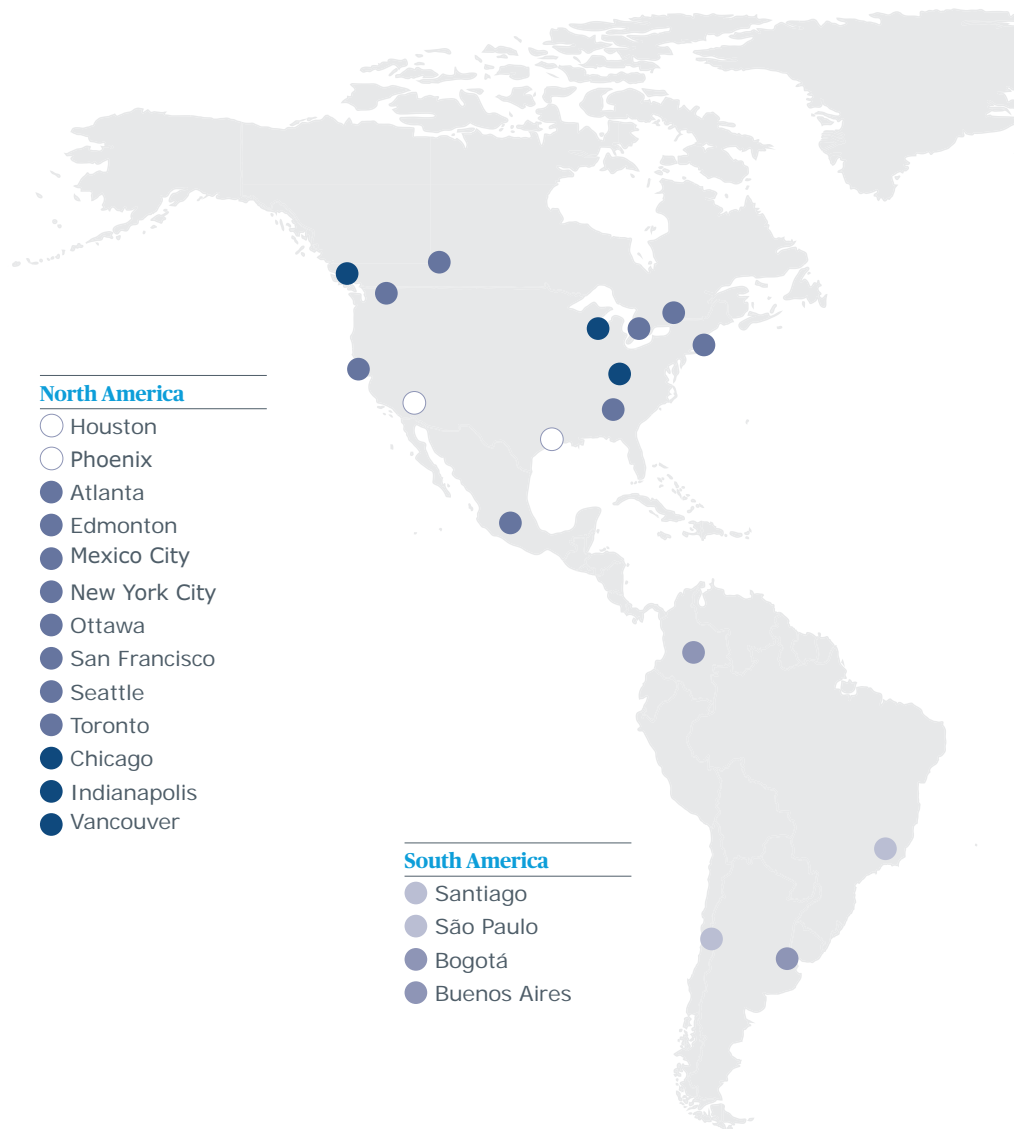 North America
Houston
Phoenix
Atlanta
Edmonton
Mexico City
New York City
Ottawa
San Francisco
Seattle
Toronto
Chicago
Indianapolis
Vancouver
South America
Santiago
São Paulo
Bogotá
Buenos Aires